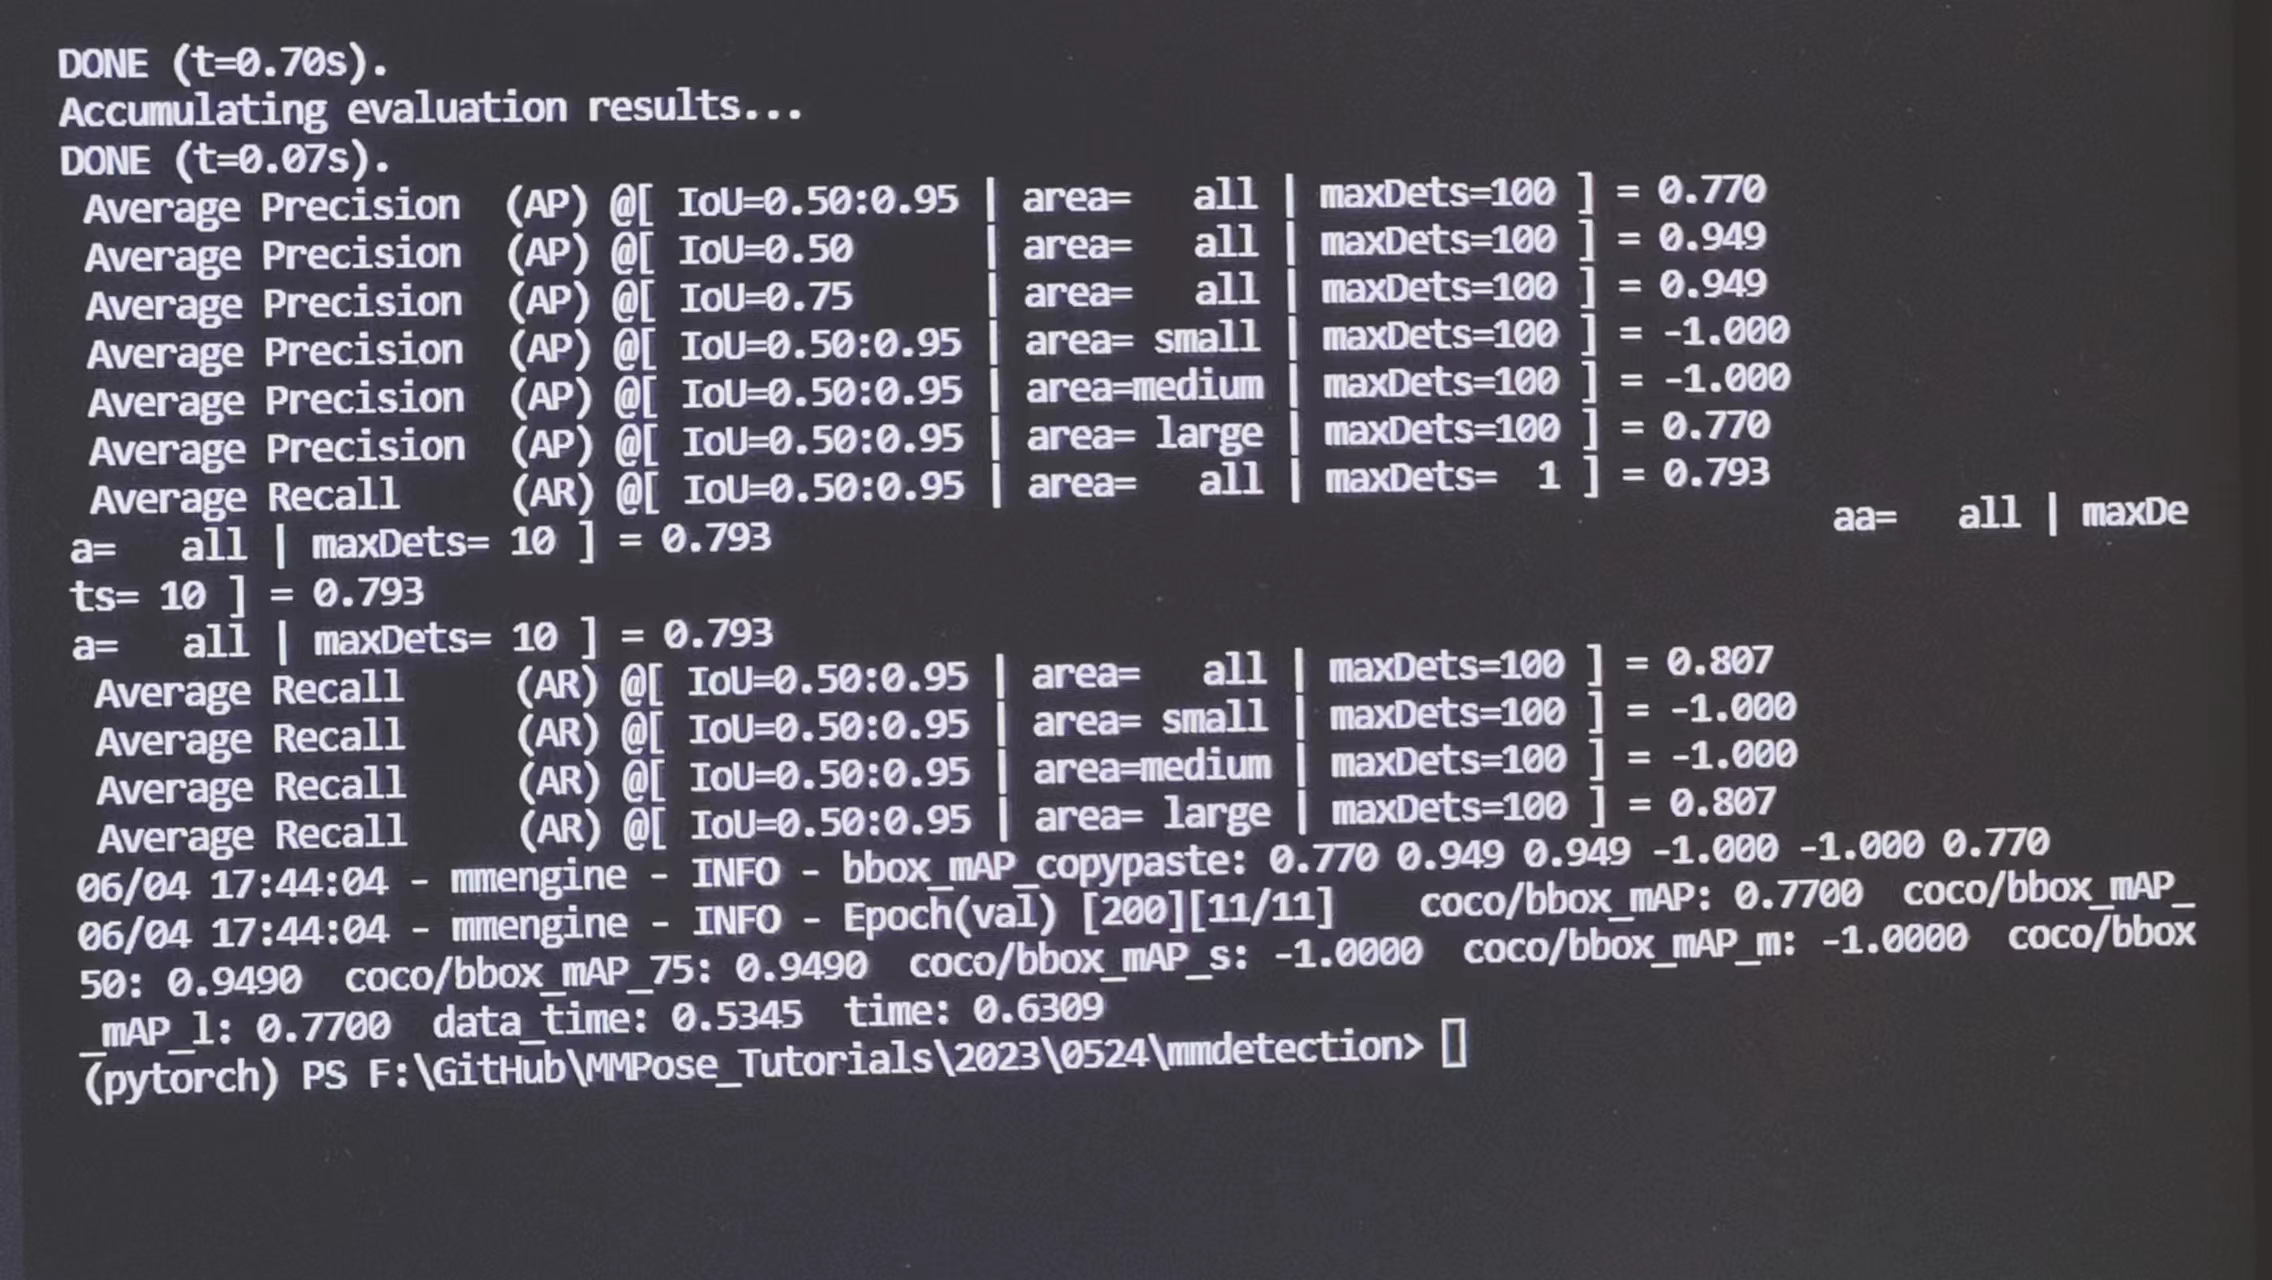 DONE (t=0.70s).
Accumulating evaluation results...
DONE (t=0.07s).
 Average Precision  (AP) @[ IoU=0.50:0.95 | area=   all | maxDets=100 ] = 0.770
 Average Precision  (AP) @[ IoU=0.50      | area=   all | maxDets=100 ] = 0.949
 Average Precision  (AP) @[ IoU=0.75      | area=   all | maxDets=100 ] = 0.949
 Average Precision  (AP) @[ IoU=0.50:0.95 | area= small | maxDets=100 ] = -1.000
 Average Precision  (AP) @[ IoU=0.50:0.95 | area=medium | maxDets=100 ] = -1.000
 Average Precision  (AP) @[ IoU=0.50:0.95 | area= large | maxDets=100 ] = 0.770
 Average Recall     (AR) @[ IoU=0.50:0.95 | area=   all | maxDets=  1 ] = 0.793
aa=   all | maxDe
a=   all | maxDets= 10 ] = 0.793
ts= 10 ] = 0.793
a=   all | maxDets= 10 ] = 0.793
 Average Recall     (AR) @[ IoU=0.50:0.95 | area=   all | maxDets=100 ] = 0.807
 Average Recall     (AR) @[ IoU=0.50:0.95 | area= small | maxDets=100 ] = -1.000
 Average Recall     (AR) @[ IoU=0.50:0.95 | area=medium | maxDets=100 ] = -1.000
 Average Recall     (AR) @[ IoU=0.50:0.95 | area= large | maxDets=100 ] = 0.807
06/04 17:44:04 - mmengine - INFO - bbox_mAP_copypaste: 0.770 0.949 0.949 -1.000 -1.000 0.770
06/04 17:44:04 - mmengine - INFO - Epoch(val) [200][11/11]    coco/bbox_mAP: 0.7700  coco/bbox_mAP_
50: 0.9490  coco/bbox_mAP_75: 0.9490  coco/bbox_mAP_s: -1.0000  coco/bbox_mAP_m: -1.0000  coco/bbox
_mAP_l: 0.7700  data_time: 0.5345  time: 0.6309
(pytorch) PS F:\GitHub\MMPose_Tutorials\2023\0524\mmdetection>